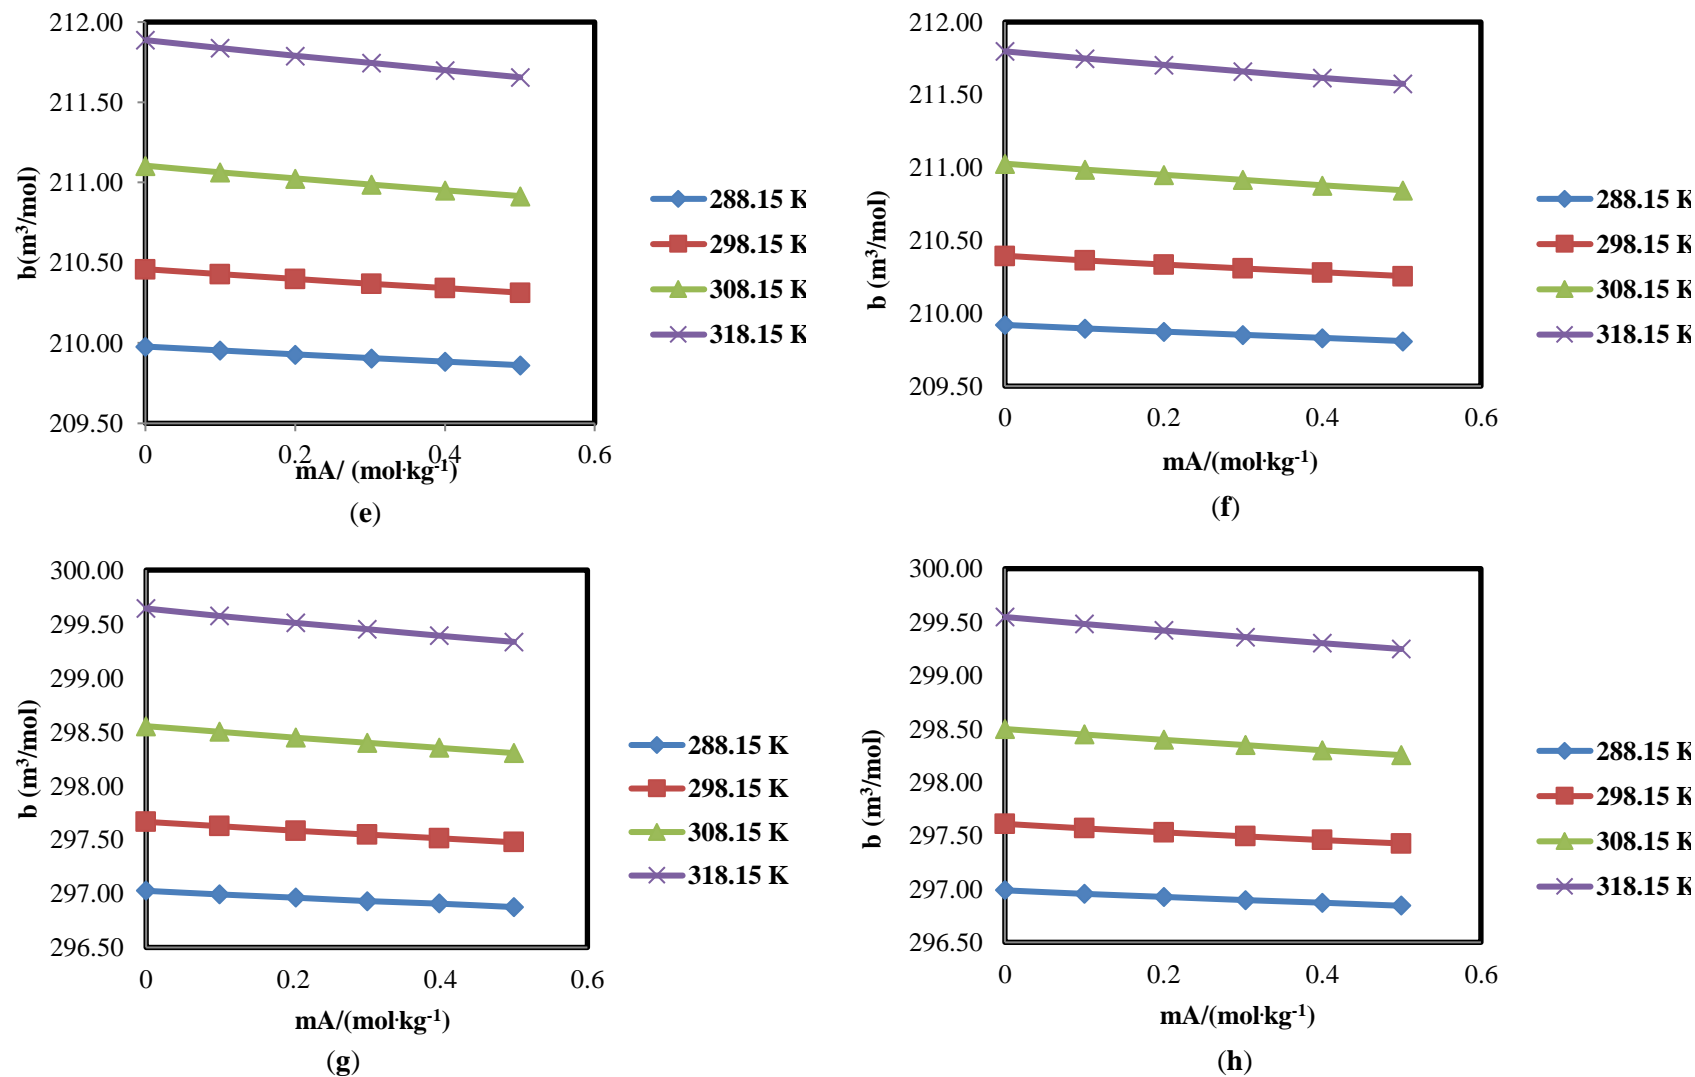 212.00
211.50
211.00
210.50
210.00
209.50
b(m³/mol)
0 0.2 0.4 0.6
mA/ (mol·kg⁻¹)
288.15 K
298.15 K
308.15 K
318.15 K
(e)
212.00
211.50
211.00
210.50
210.00
209.50
b (m³/mol)
0 0.2 0.4 0.6
mA/(mol·kg⁻¹)
288.15 K
298.15 K
308.15 K
318.15 K
(f)
300.00
299.50
299.00
298.50
298.00
297.50
297.00
296.50
b (m³/mol)
0 0.2 0.4 0.6
mA/(mol·kg⁻¹)
288.15 K
298.15 K
308.15 K
318.15 K
(g)
300.00
299.50
299.00
298.50
298.00
297.50
297.00
296.50
b (m³/mol)
0 0.2 0.4 0.6
mA/(mol·kg⁻¹)
288.15 K
298.15 K
308.15 K
318.15 K
(h)